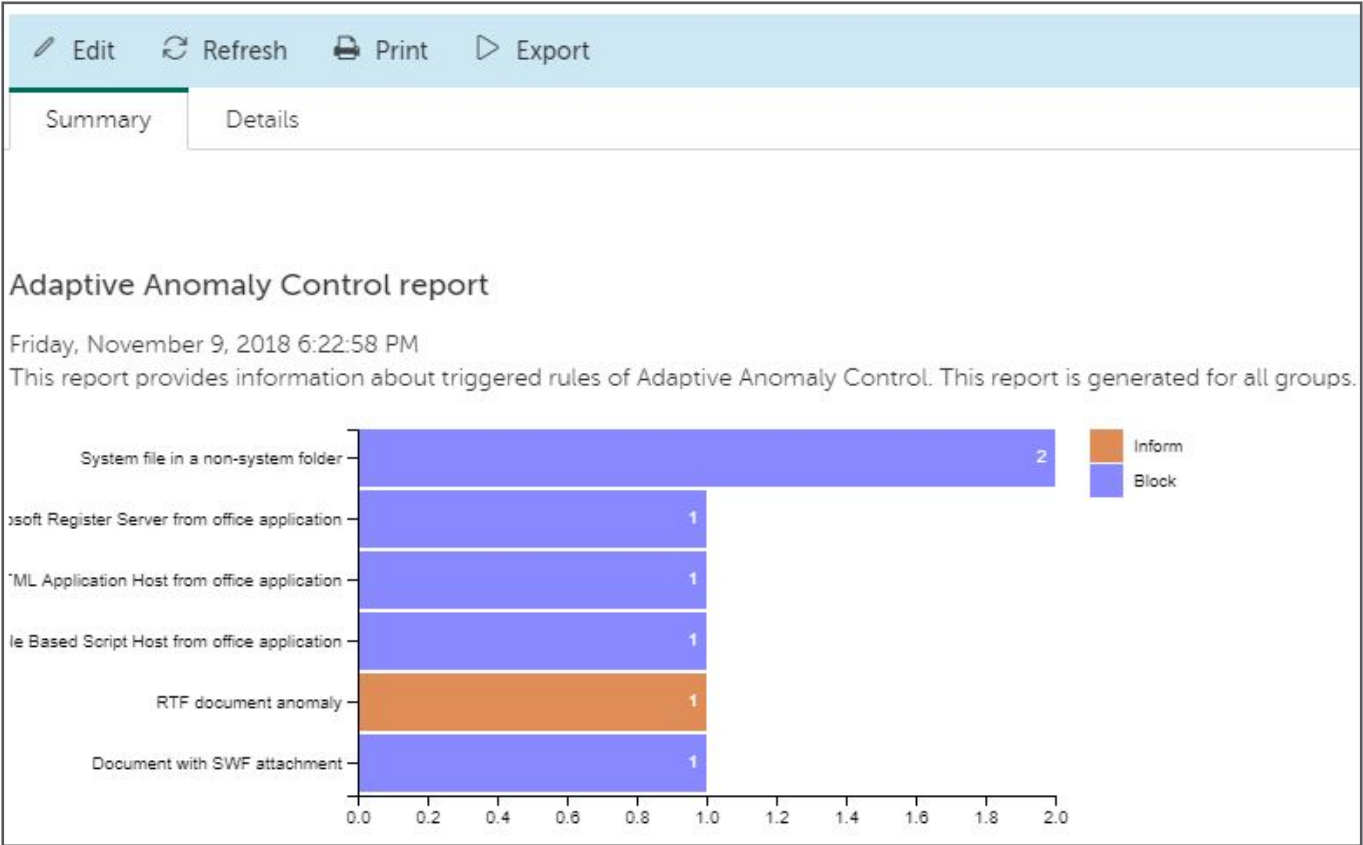 Edit Refresh Print Export
Summary Details
Adaptive Anomaly Control report
Friday, November 9, 2018 6:22:58 PM
This report provides information about triggered rules of Adaptive Anomaly Control. This report is generated for all groups.
System file in a non-system folder 2
Register Server from office application 1
Application Host from office application 1
Based Script Host from office application 1
RTF document anomaly 1
Document with SWF attachment 1
0.0 0.2 0.4 0.6 0.8 1.0 1.2 1.4 1.6 1.8 2.0
Inform
Block